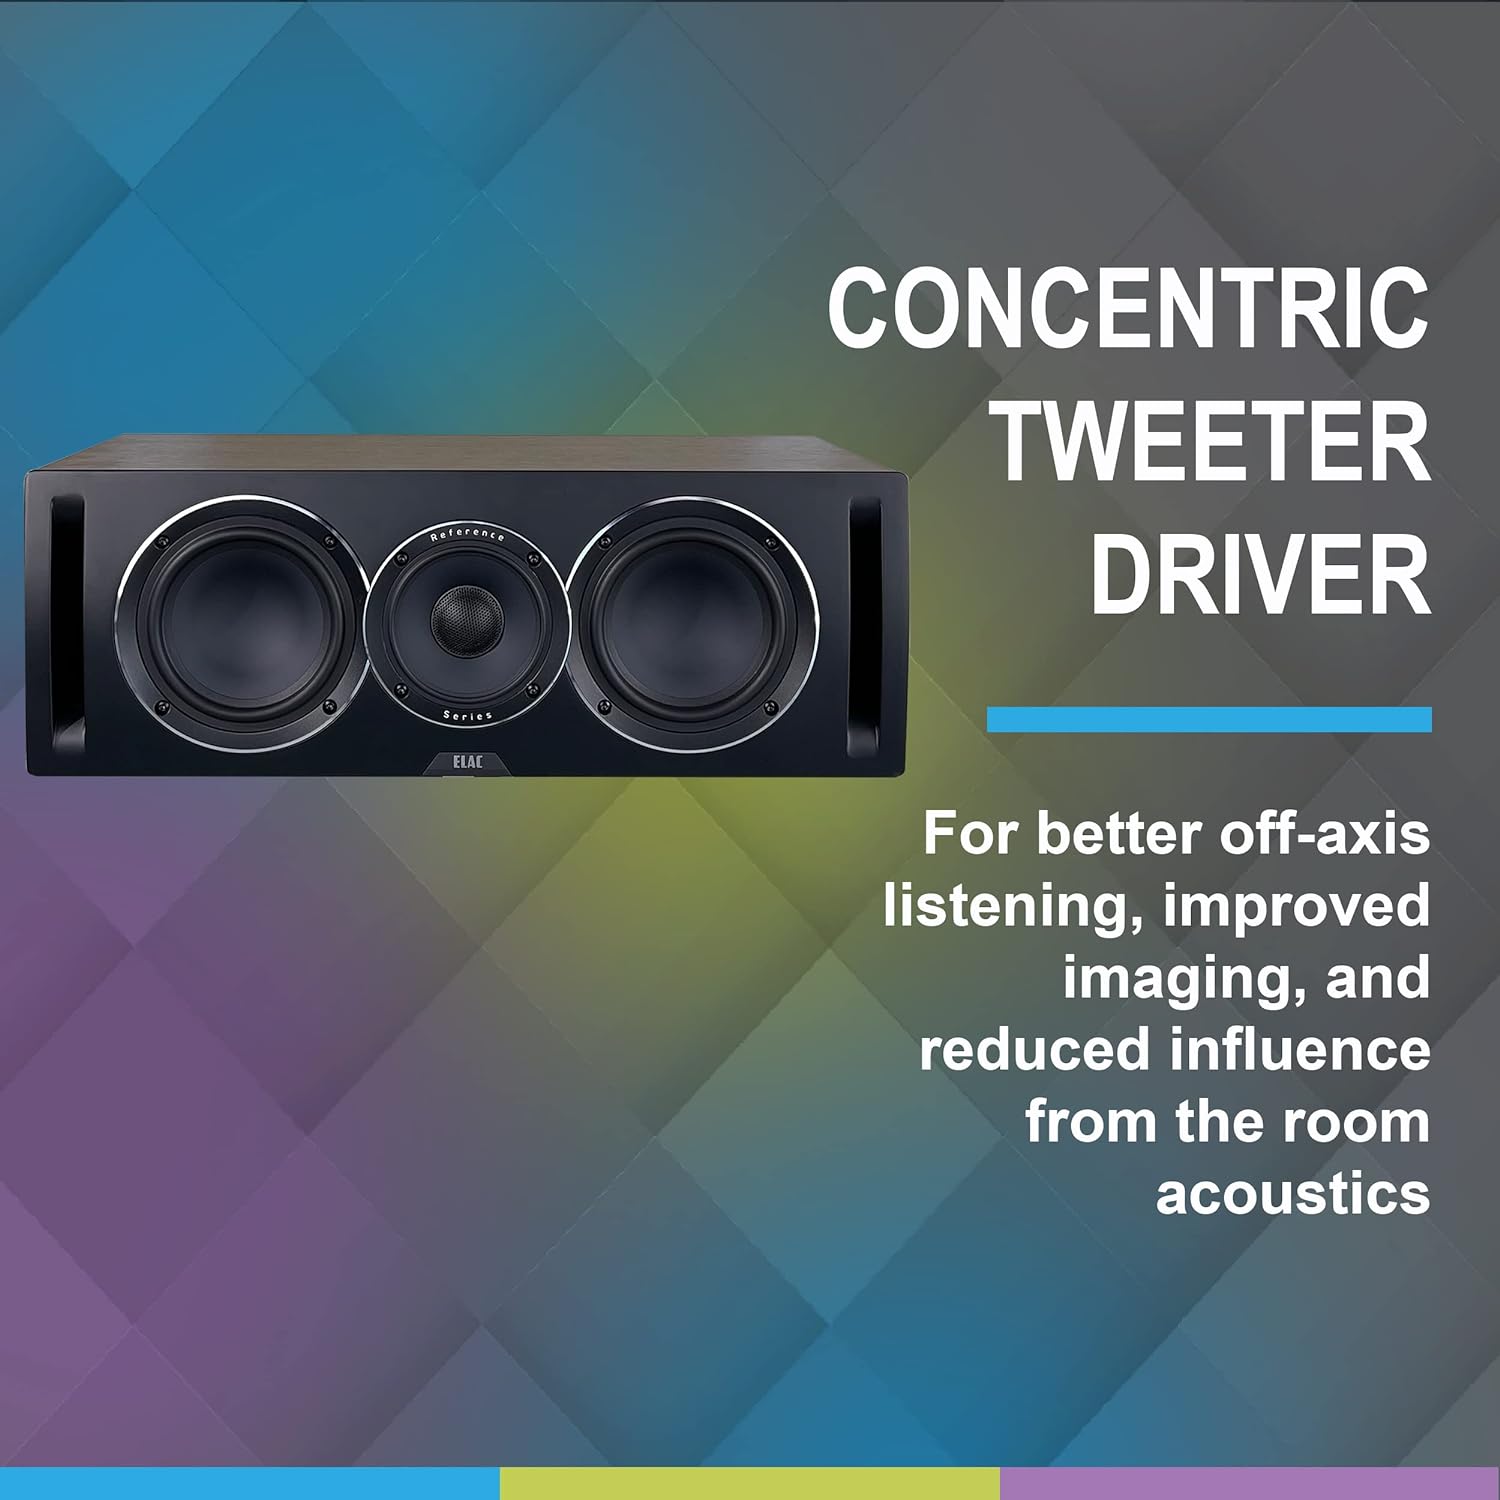 CONCENTRIC
TWEETER
DRIVER
Reference
Series
ELAC
For better off-axis
listening, improved
imaging, and
reduced influence
from the room
acoustics